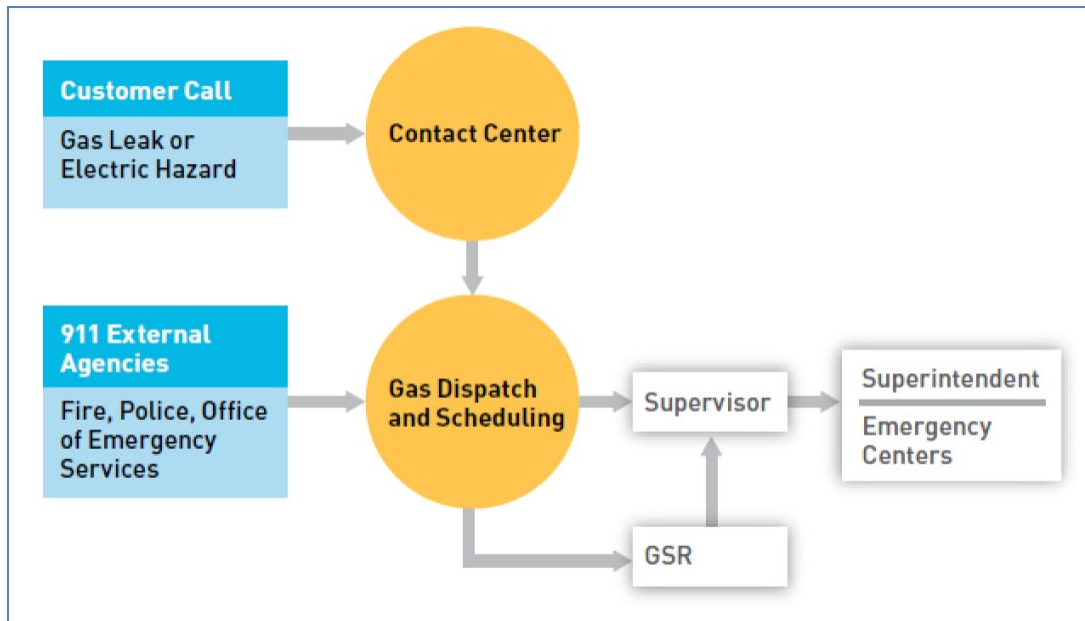 Customer Call
Gas Leak or
Electric Hazard
Contact Center
911 External
Agencies
Fire, Police, Office
of Emergency
Services
Gas Dispatch
and Scheduling
Supervisor
Superintendent
Emergency
Centers
GSR